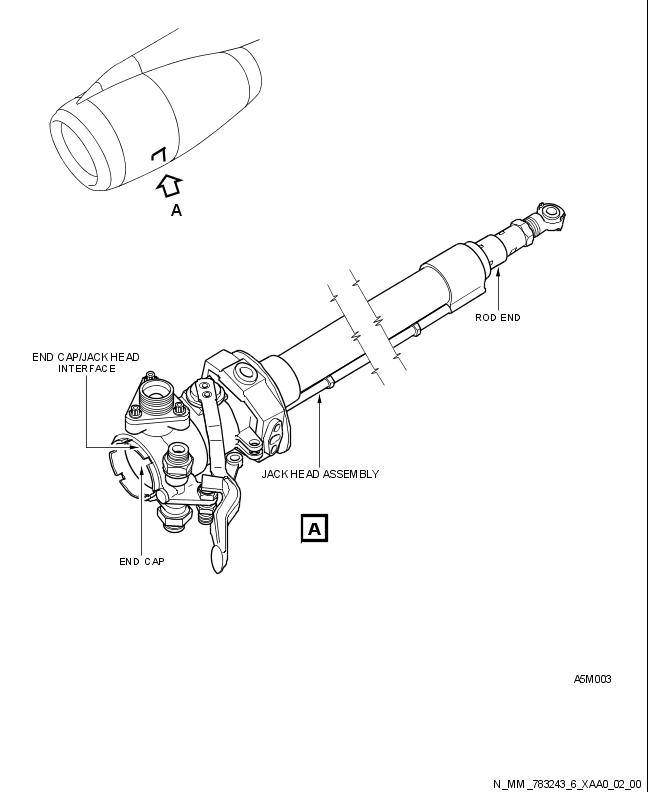 A
ROD END
END CAP/JACK HEAD
INTERFACE
JACK HEAD ASSEMBLY
A
END CAP
A5M003
N_MM_783243_6_XAA0_02_00